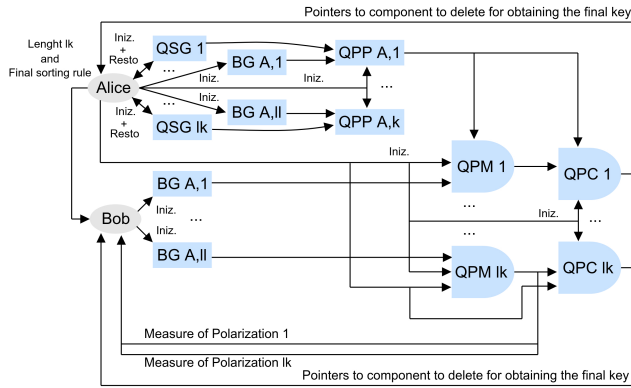 Pointers to component to delete for obtaining the final key
Lenght lk
and
Final sorting rule
Iniz.
+
Resto
QSG 1
BG A,1
QPP A,1
...
Iniz.
...
Alice
...
Iniz.
Iniz.
+
Resto
QSG lk
BG A,ll
QPP A,k
Iniz.
QPM 1
QPC 1
BG A,1
Iniz.
...
Bob
...
Iniz.
...
Iniz.
...
BG A,ll
QPM lk
QPC lk
Measure of Polarization 1
Measure of Polarization lk
Pointers to component to delete for obtaining the final key